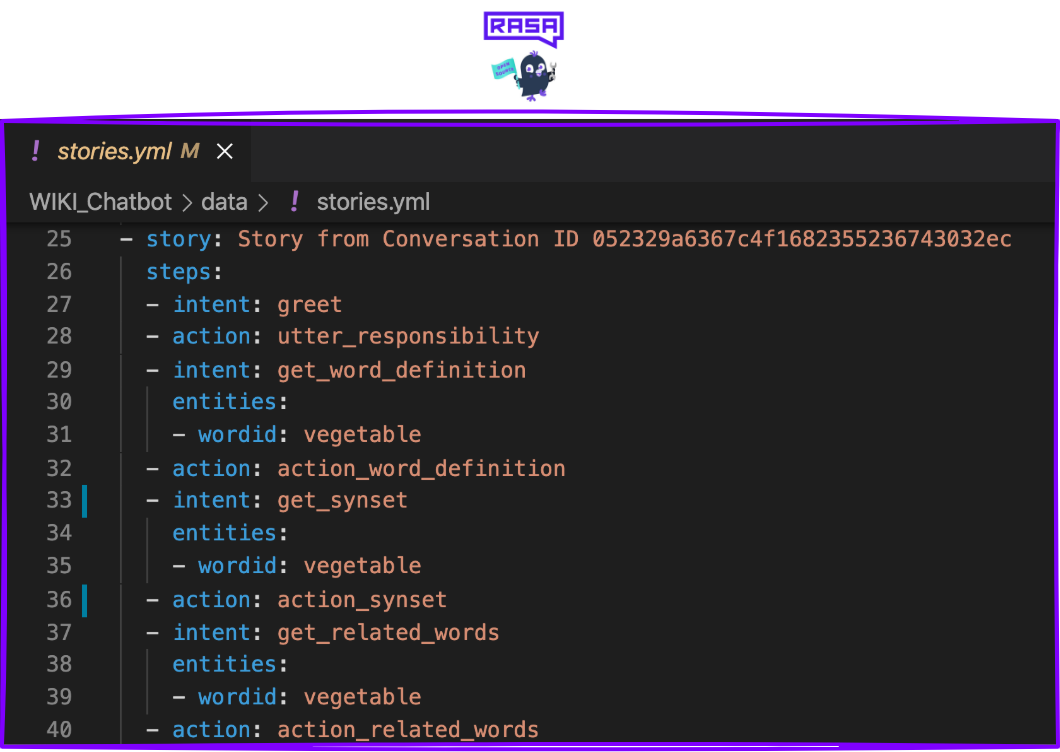 RASA
OPEN
SOURCE
! stories.yml M ×
WIKI_Chatbot > data > ! stories.yml
25 - story: Story from Conversation ID 052329a6367c4f1682355236743032ec
26 steps:
27 - intent: greet
28 - action: utter_responsibility
29 - intent: get_word_definition
30 entities:
31 - wordid: vegetable
32 - action: action_word_definition
33 - intent: get_synset
34 entities:
35 - wordid: vegetable
36 - action: action_synset
37 - intent: get_related_words
38 entities:
39 - wordid: vegetable
40 - action: action_related_words